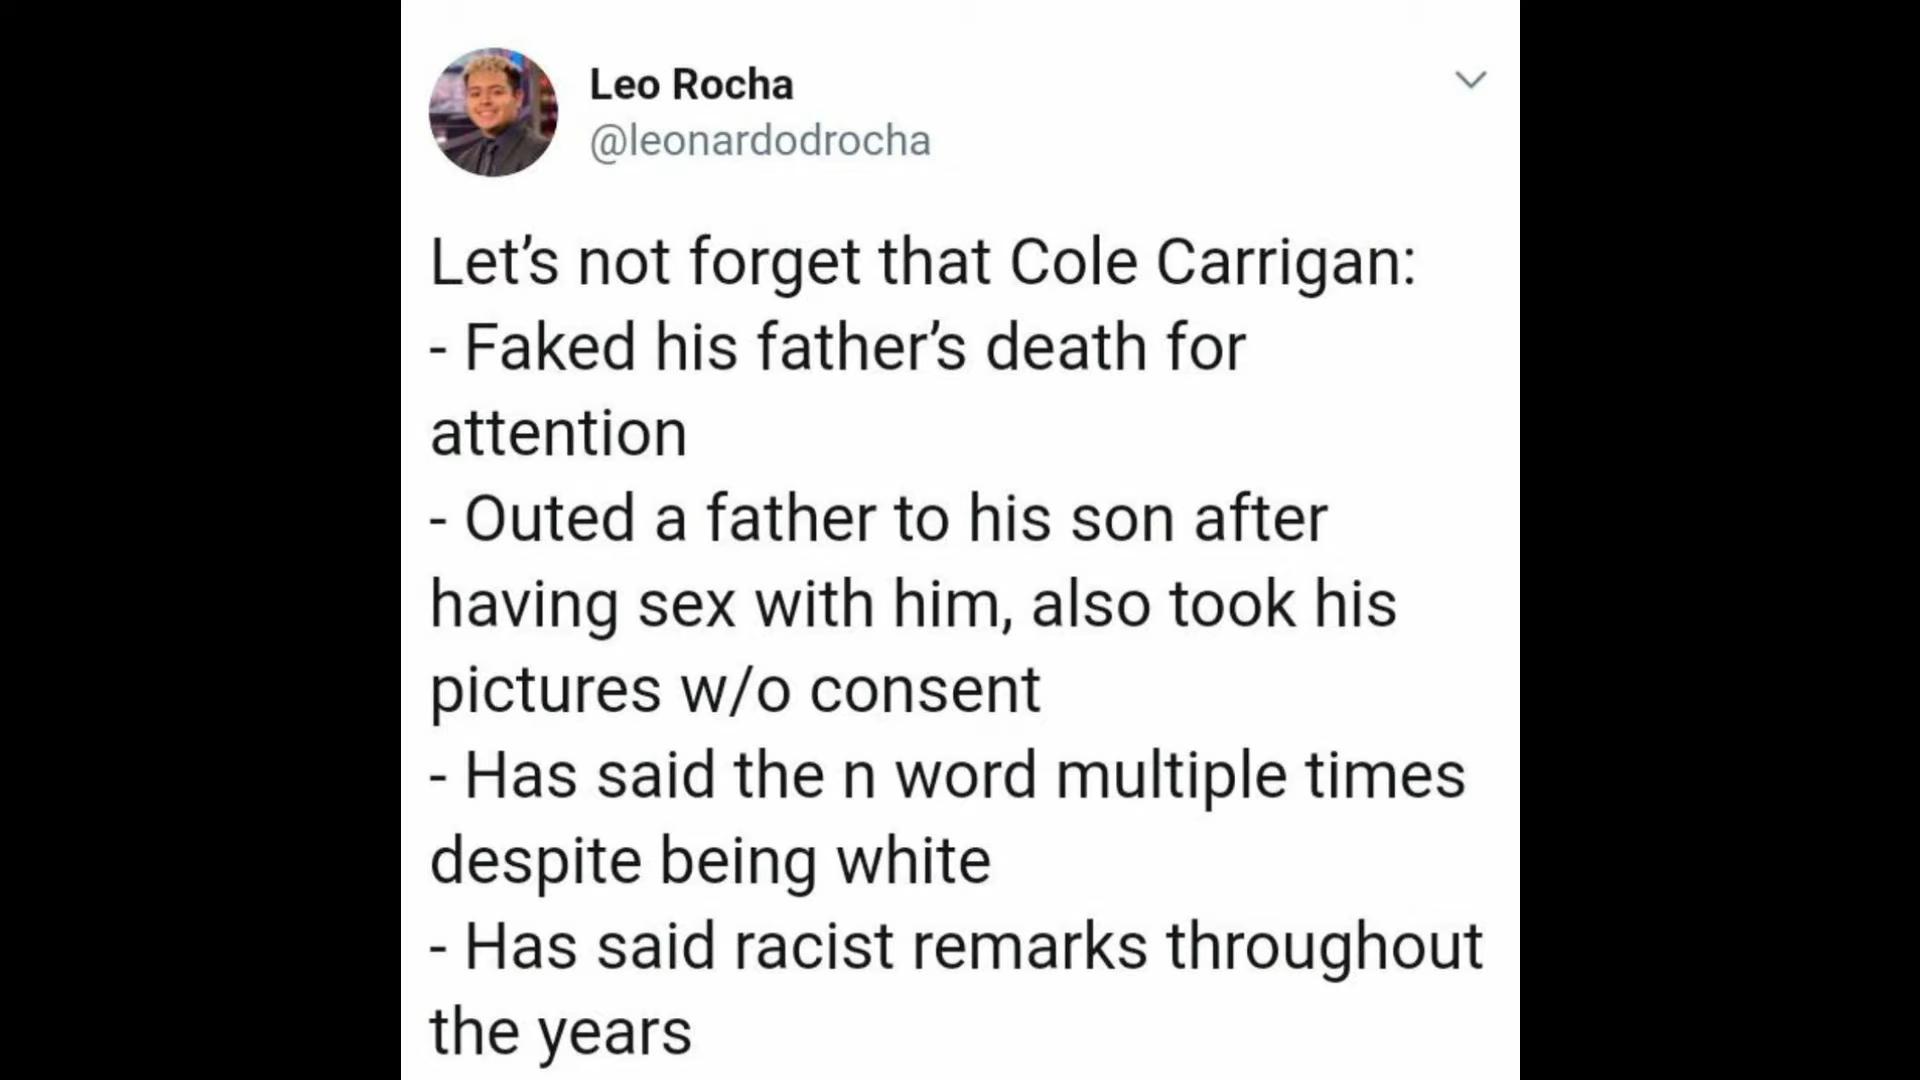 Leo Rocha
@leonardodrocha
Let’s not forget that Cole Carrigan:
- Faked his father’s death for
attention
- Outed a father to his son after
having sex with him, also took his
pictures w/o consent
- Has said the n word multiple times
despite being white
- Has said racist remarks throughout
the years